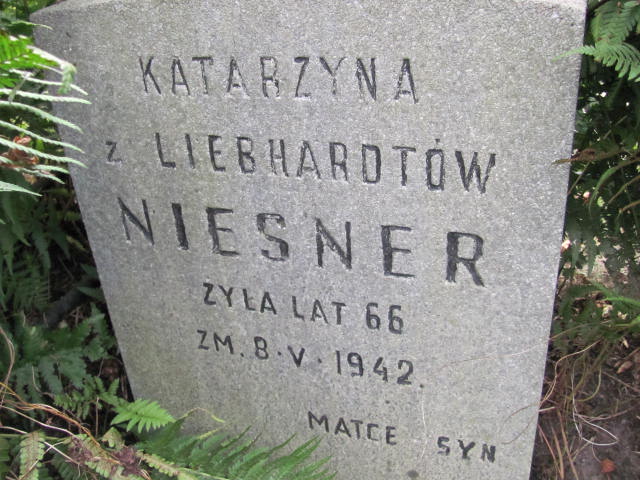 KATARZYNA
z LIEBHARDTÓW
NIESNER
ŻYŁA LAT 66
ZM. 8·V·1942.
MATCE SYN